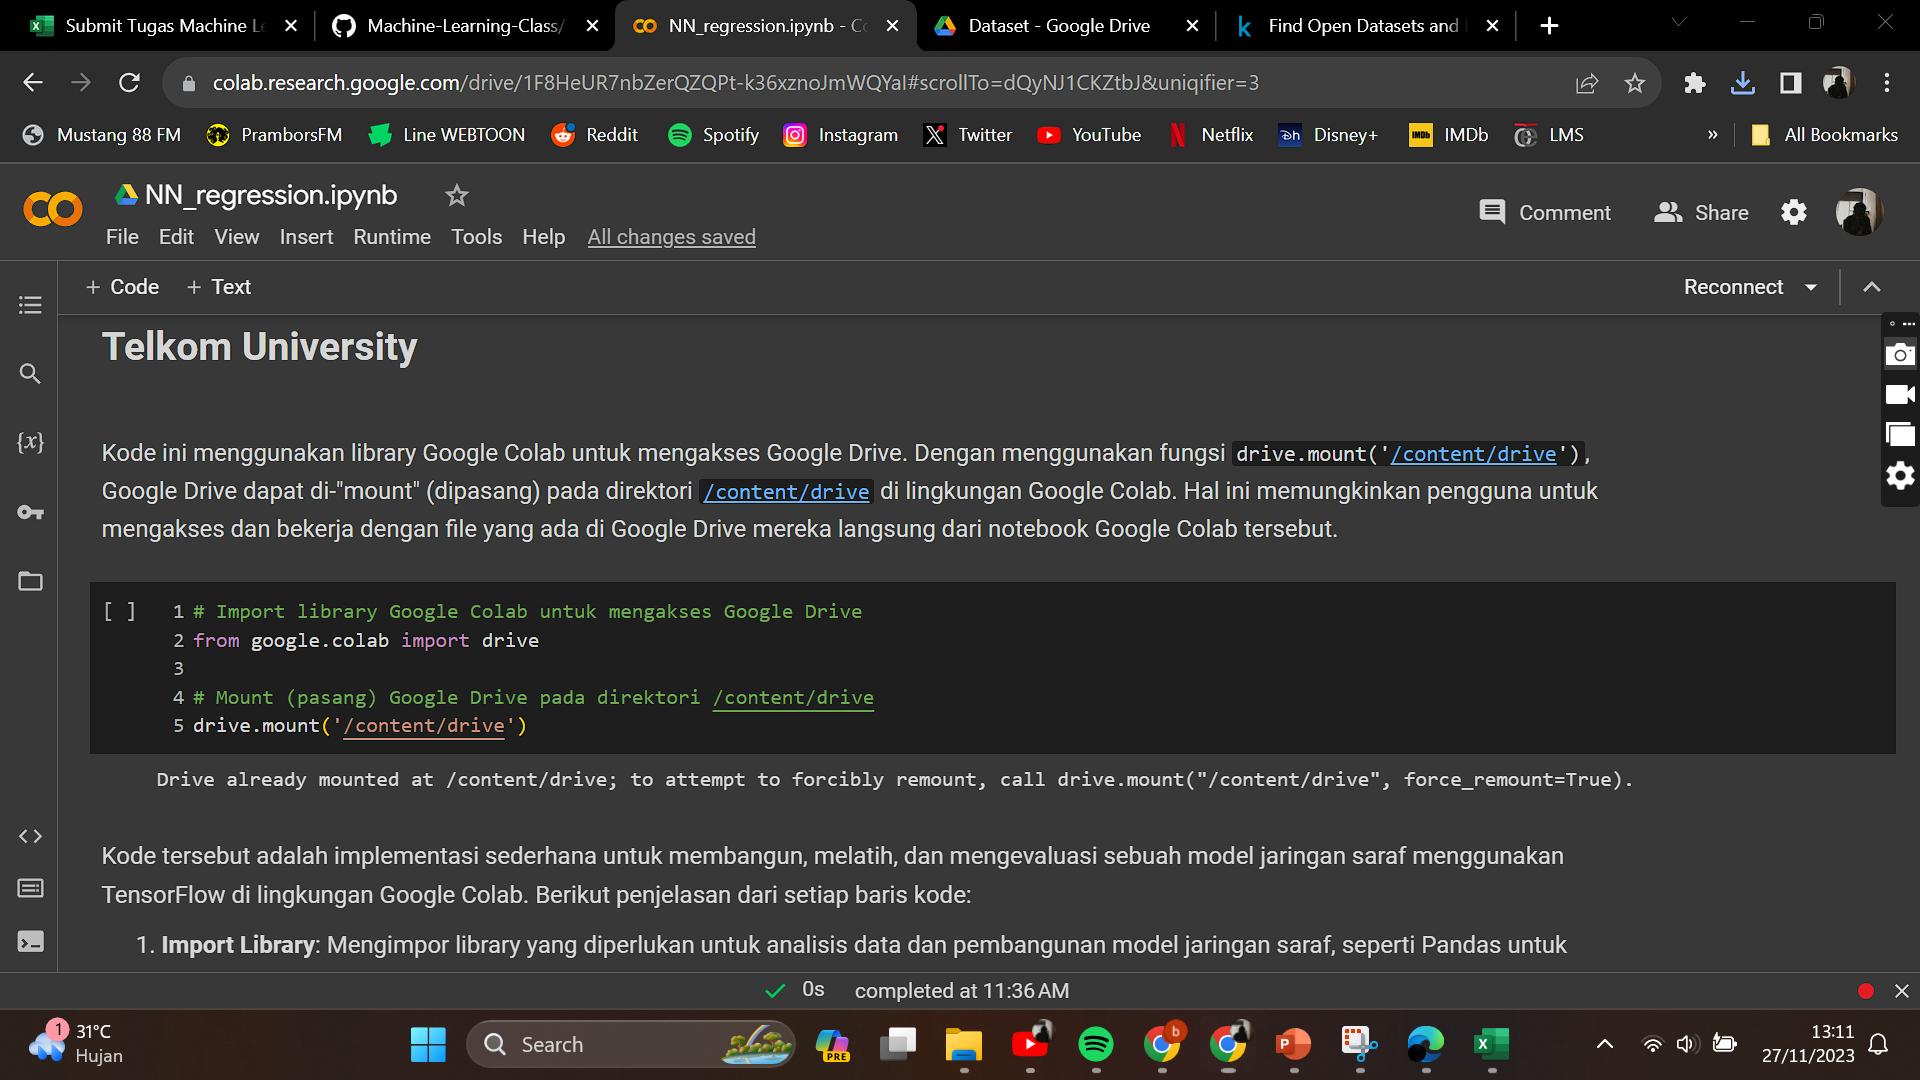 Submit Tugas Machine Le
Machine-Learning-Class/
NN_regression.ipynb - Co
Dataset - Google Drive
Find Open Datasets and
colab.research.google.com/drive/1F8HeUR7nbZerQZQPt-k36xznoJmWQYal#scrollTo=dQyNJ1CKZtbJ&uniqifier=3
Mustang 88 FM
PramborsFM
Line WEBTOON
Reddit
Spotify
Instagram
Twitter
YouTube
Netflix
Disney+
IMDb
LMS
»
All Bookmarks
NN_regression.ipynb
Comment
Share
File Edit View Insert Runtime Tools Help All changes saved
+ Code + Text
Reconnect
Telkom University
{x}
Kode ini menggunakan library Google Colab untuk mengakses Google Drive. Dengan menggunakan fungsi drive.mount('/content/drive'),
Google Drive dapat di-"mount" (dipasang) pada direktori /content/drive di lingkungan Google Colab. Hal ini memungkinkan pengguna untuk
mengakses dan bekerja dengan file yang ada di Google Drive mereka langsung dari notebook Google Colab tersebut.
[ ] 1 # Import library Google Colab untuk mengakses Google Drive
2 from google.colab import drive
3
4 # Mount (pasang) Google Drive pada direktori /content/drive
5 drive.mount('/content/drive')
Drive already mounted at /content/drive; to attempt to forcibly remount, call drive.mount("/content/drive", force_remount=True).
Kode tersebut adalah implementasi sederhana untuk membangun, melatih, dan mengevaluasi sebuah model jaringan saraf menggunakan
TensorFlow di lingkungan Google Colab. Berikut penjelasan dari setiap baris kode:
1. Import Library: Mengimpor library yang diperlukan untuk analisis data dan pembangunan model jaringan saraf, seperti Pandas untuk
0s completed at 11:36 AM
1
31°C
Hujan
Search
PRE
b
13:11
27/11/2023